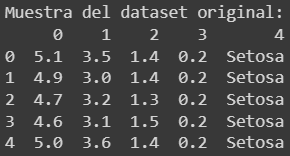 Muestra del dataset original:
     0    1    2    3       4
0  5.1  3.5  1.4  0.2  Setosa
1  4.9  3.0  1.4  0.2  Setosa
2  4.7  3.2  1.3  0.2  Setosa
3  4.6  3.1  1.5  0.2  Setosa
4  5.0  3.6  1.4  0.2  Setosa